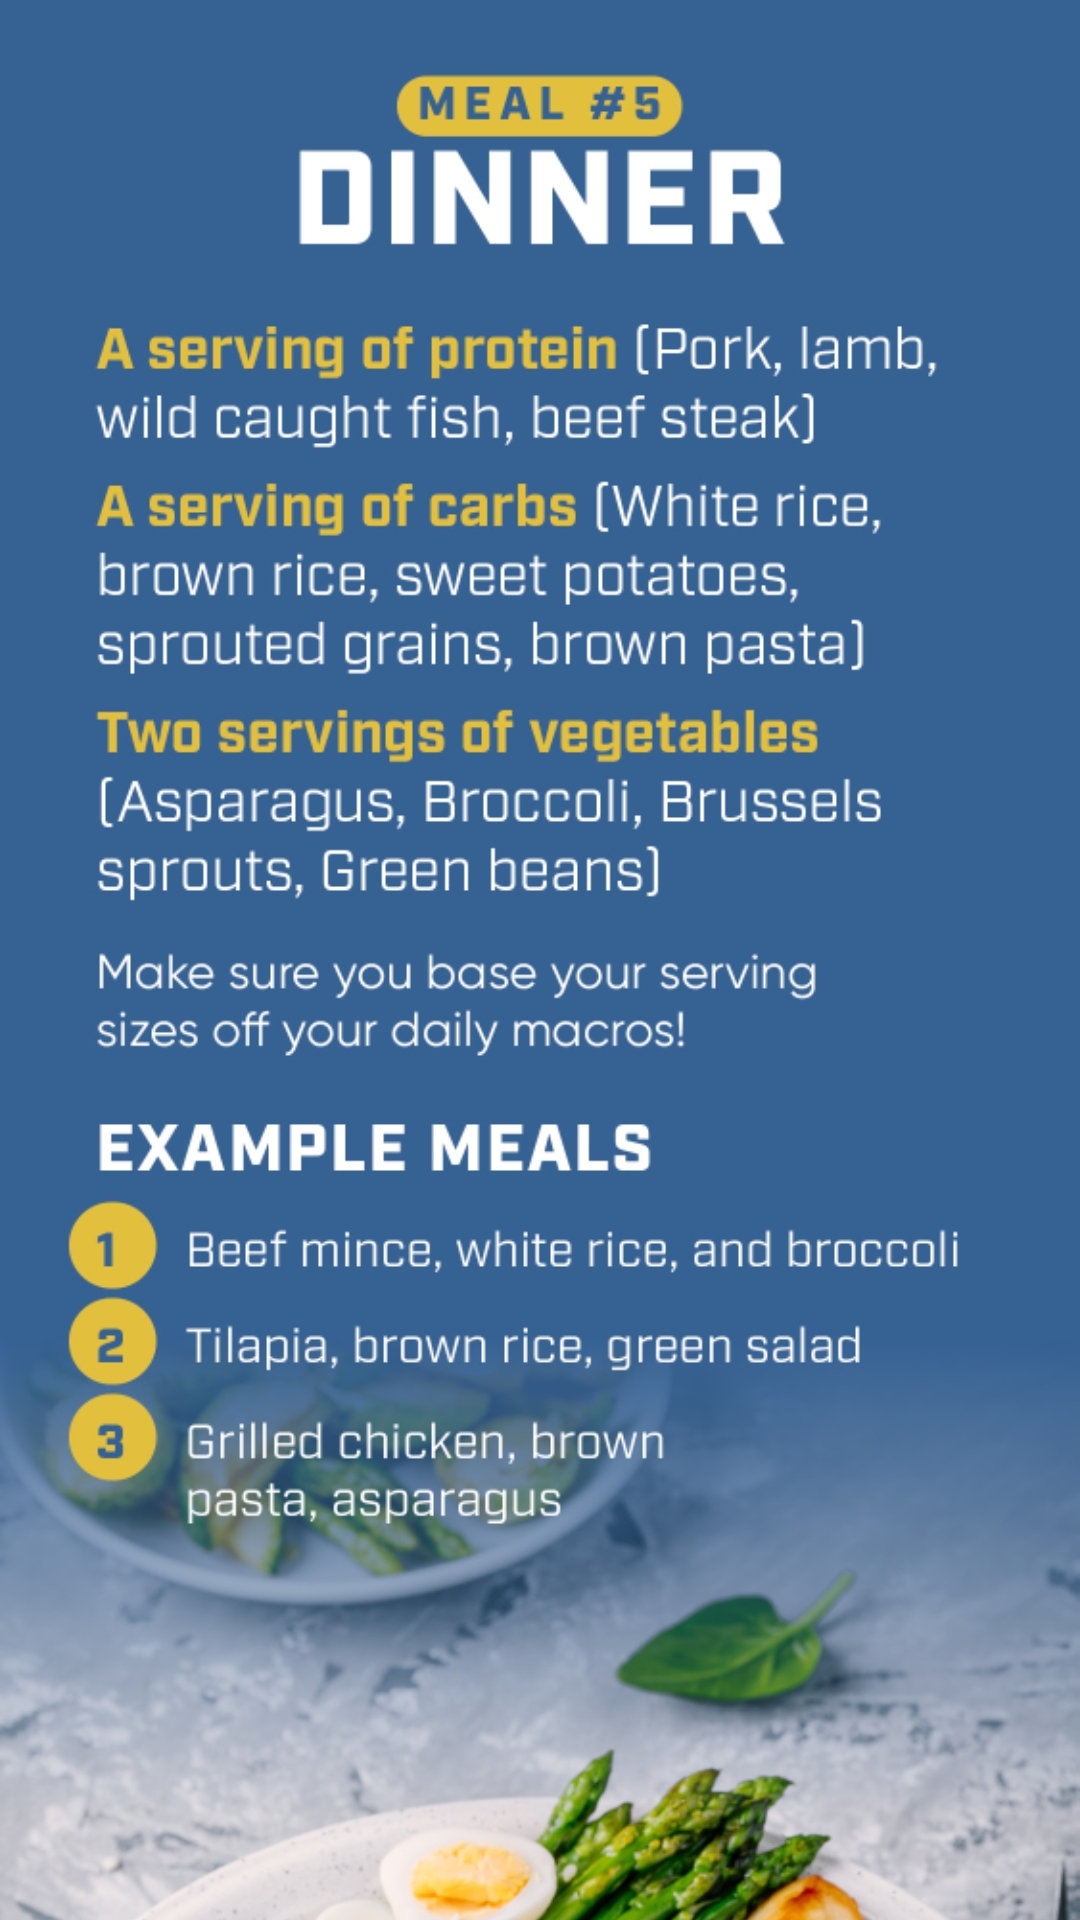 MEAL #5
DINNER
A serving of protein (Pork, lamb,
wild caught fish, beef steak)
A serving of carbs (White rice,
brown rice, sweet potatoes,
sprouted grains, brown pasta)
Two servings of vegetables
(Asparagus, Broccoli, Brussels
sprouts, Green beans)
Make sure you base your serving
sizes off your daily macros!
EXAMPLE MEALS
1 Beef mince, white rice, and broccoli
2 Tilapia, brown rice, green salad
3 Grilled chicken, brown
pasta, asparagus